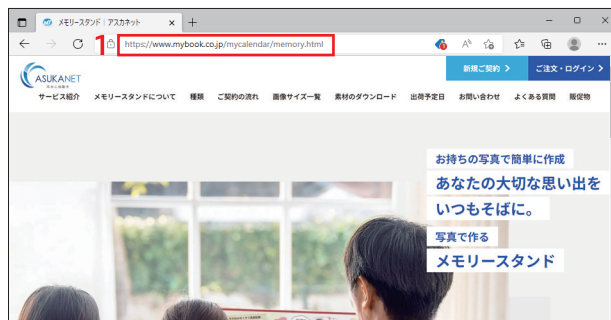 メモリースタンド | アスカネット
1
https://www.mybook.co.jp/mycalendar/memory.html
新規ご契約
ご注文・ログイン
ASUKANET
サービス紹介 メモリースタンドについて 種類 ご契約の流れ 画像サイズ一覧 素材のダウンロード 出荷予定日 お問い合わせ よくある質問 販促物
お持ちの写真で簡単に作成
あなたの大切な思い出を
いつもそばに。
写真で作る
メモリースタンド